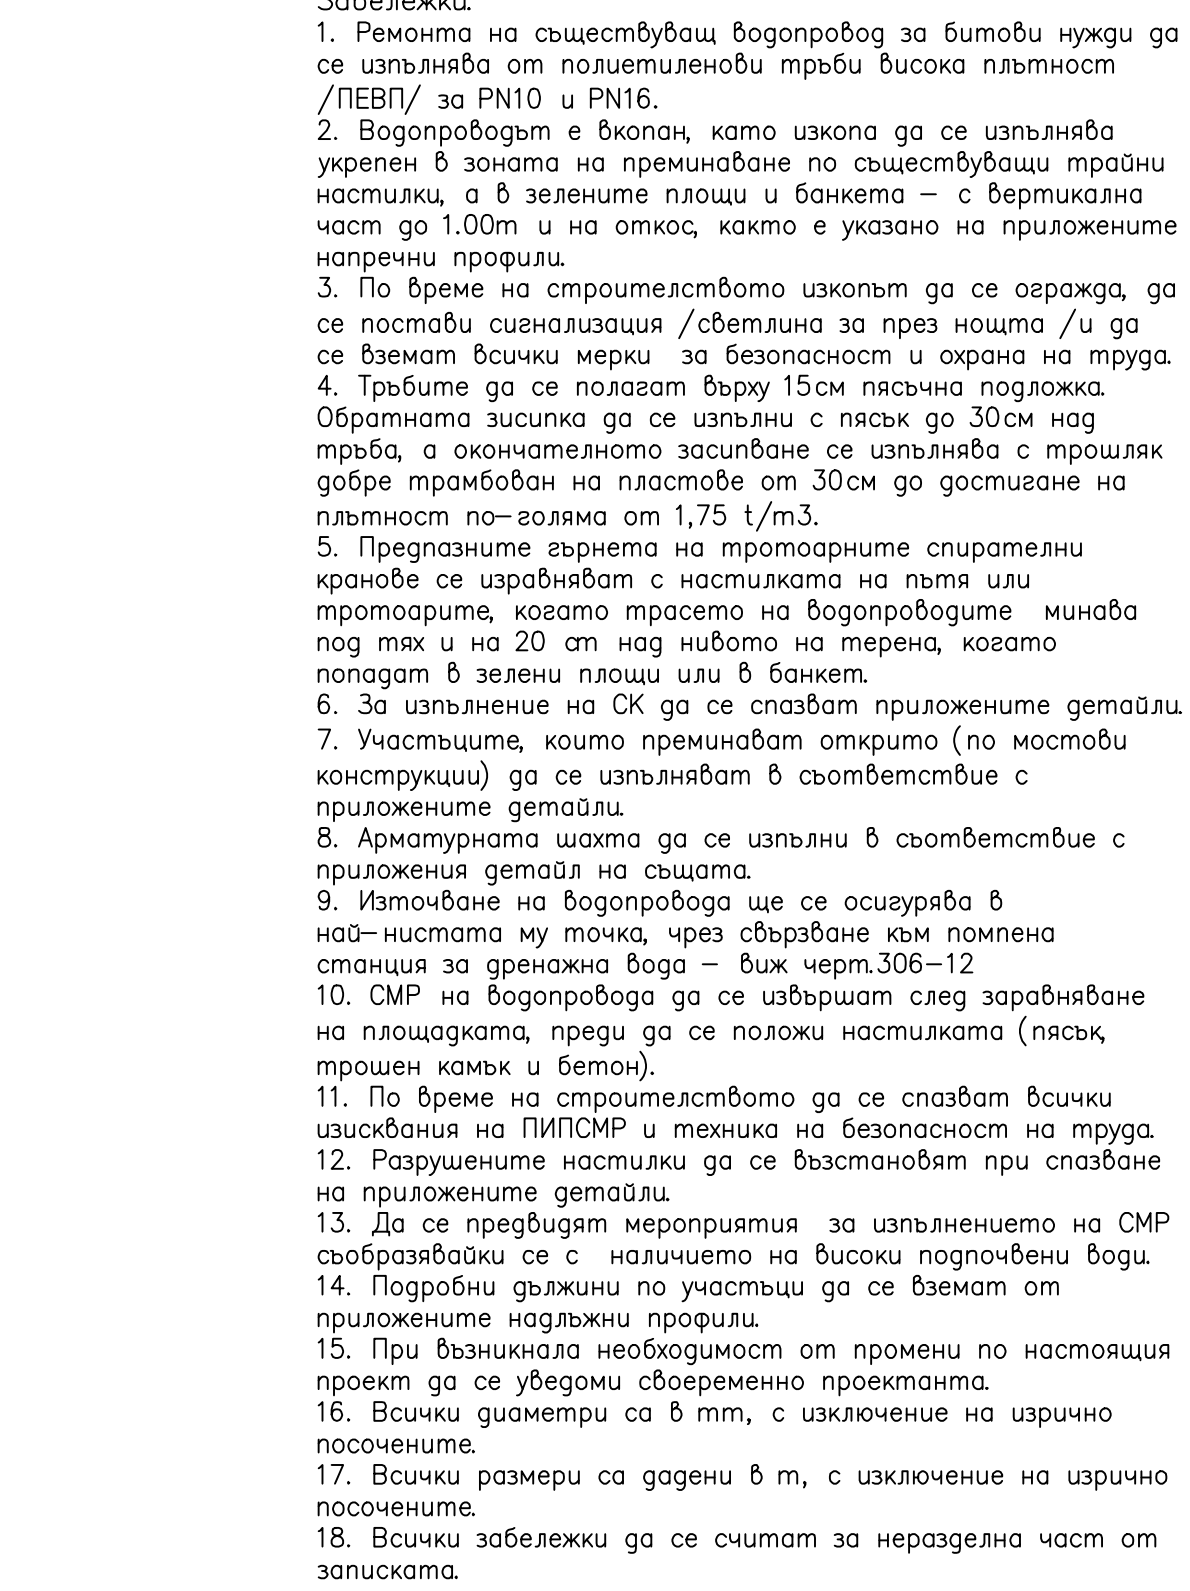 Забележки:
1. Ремонта на съществуващ водопровод за битови нужди да
се изпълнява от полиетиленови тръби висока плътност
/ПЕВП/ за PN10 и PN16.
2. Водопроводът е вкопан, като изкопа да се изпълнява
укрепен в зоната на преминаване по съществуващи трайни
настилки, а в зелените площи и банкета – с вертикална
част до 1.00m и на откос, както е указано на приложените
напречни профили.
3. По време на строителството изкопът да се огражда, да
се постави сигнализация /светлина за през нощта /и да
се вземат всички мерки за безопасност и охрана на труда.
4. Тръбите да се полагат върху 15см пясъчна подложка.
Обратната зисипка да се изпълни с пясък до 30см над
тръба, а окончателното засипване се изпълнява с трошляк
добре трамбован на пластове от 30см до достигане на
плътност по–голяма от 1,75 t/m3.
5. Предпазните гърнета на тротоарните спирателни
кранове се изравняват с настилката на пътя или
тротоарите, когато трасето на водопроводите минава
под тях и на 20 cm над нивото на терена, когато
попадат в зелени площи или в банкет.
6. За изпълнение на СК да се спазват приложените детайли.
7. Участъците, които преминават открито (по мостови
конструкции) да се изпълняват в съответствие с
приложените детайли.
8. Арматурната шахта да се изпълни в съответствие с
приложения детайл на същата.
9. Източване на водопровода ще се осигурява в
най–нистата му точка, чрез свързване към помпена
станция за дренажна вода – виж черт.306–12
10. СМР на водопровода да се извършат след заравняване
на площадката, преди да се положи настилката (пясък,
трошен камък и бетон).
11. По време на строителството да се спазват всички
изисквания на ПИПСМР и техника на безопасност на труда.
12. Разрушените настилки да се възстановят при спазване
на приложените детайли.
13. Да се предвидят мероприятия за изпълнението на СМР
съобразявайки се с наличието на високи подпочвени води.
14. Подробни дължини по участъци да се вземат от
приложените надлъжни профили.
15. При възникнала необходимост от промени по настоящия
проект да се уведоми своеременно проектанта.
16. Всички диаметри са в mm, с изключение на изрично
посочените.
17. Всички размери са дадени в m, с изключение на изрично
посочените.
18. Всички забележки да се считат за неразделна част от
записката.